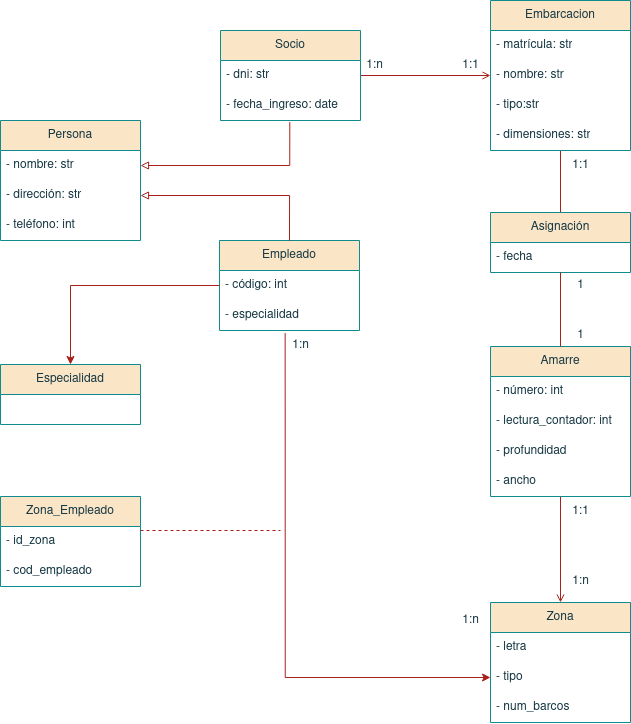 Embarcacion
- matrícula: str
- nombre: str
- tipo:str
- dimensiones: str
Socio
- dni: str
- fecha_ingreso: date
1:n
1:1
Persona
- nombre: str
- dirección: str
- teléfono: int
1:1
Asignación
- fecha
Empleado
- código: int
- especialidad
1
1
1:n
Especialidad
Amarre
- número: int
- lectura_contador: int
- profundidad
- ancho
Zona_Empleado
- id_zona
- cod_empleado
1:1
1:n
1:n
Zona
- letra
- tipo
- num_barcos